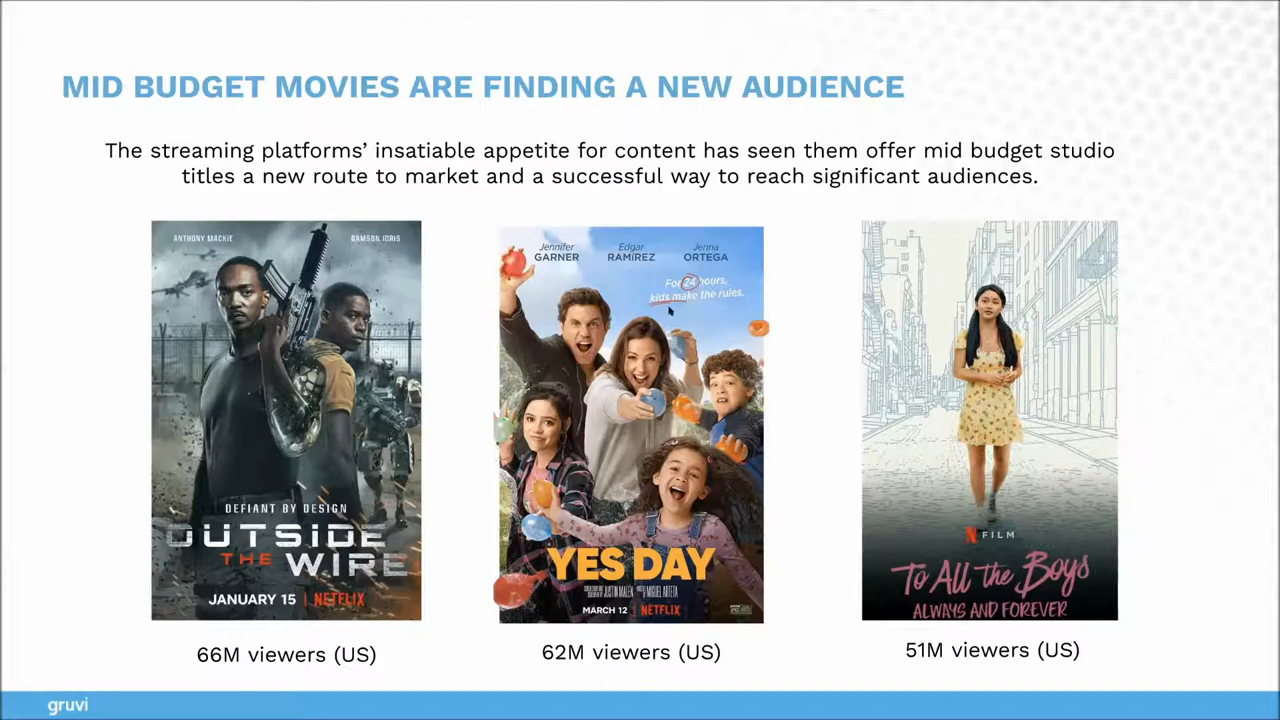 MID BUDGET MOVIES ARE FINDING A NEW AUDIENCE
The streaming platforms’ insatiable appetite for content has seen them offer mid budget studio
titles a new route to market and a successful way to reach significant audiences.
ANTHONY MACKIE
DAMSON IDRIS
DEFIANT BY DESIGN
OUTSIDE
THE WIRE
JANUARY 15 | NETFLIX
66M viewers (US)
Jennifer GARNER
Edgar RAMÍREZ
Jenna ORTEGA
For 24 hours,
kids make the rules.
YES DAY
MARCH 12 | NETFLIX
62M viewers (US)
N FILM
To All the Boys
ALWAYS AND FOREVER
51M viewers (US)
gruvi